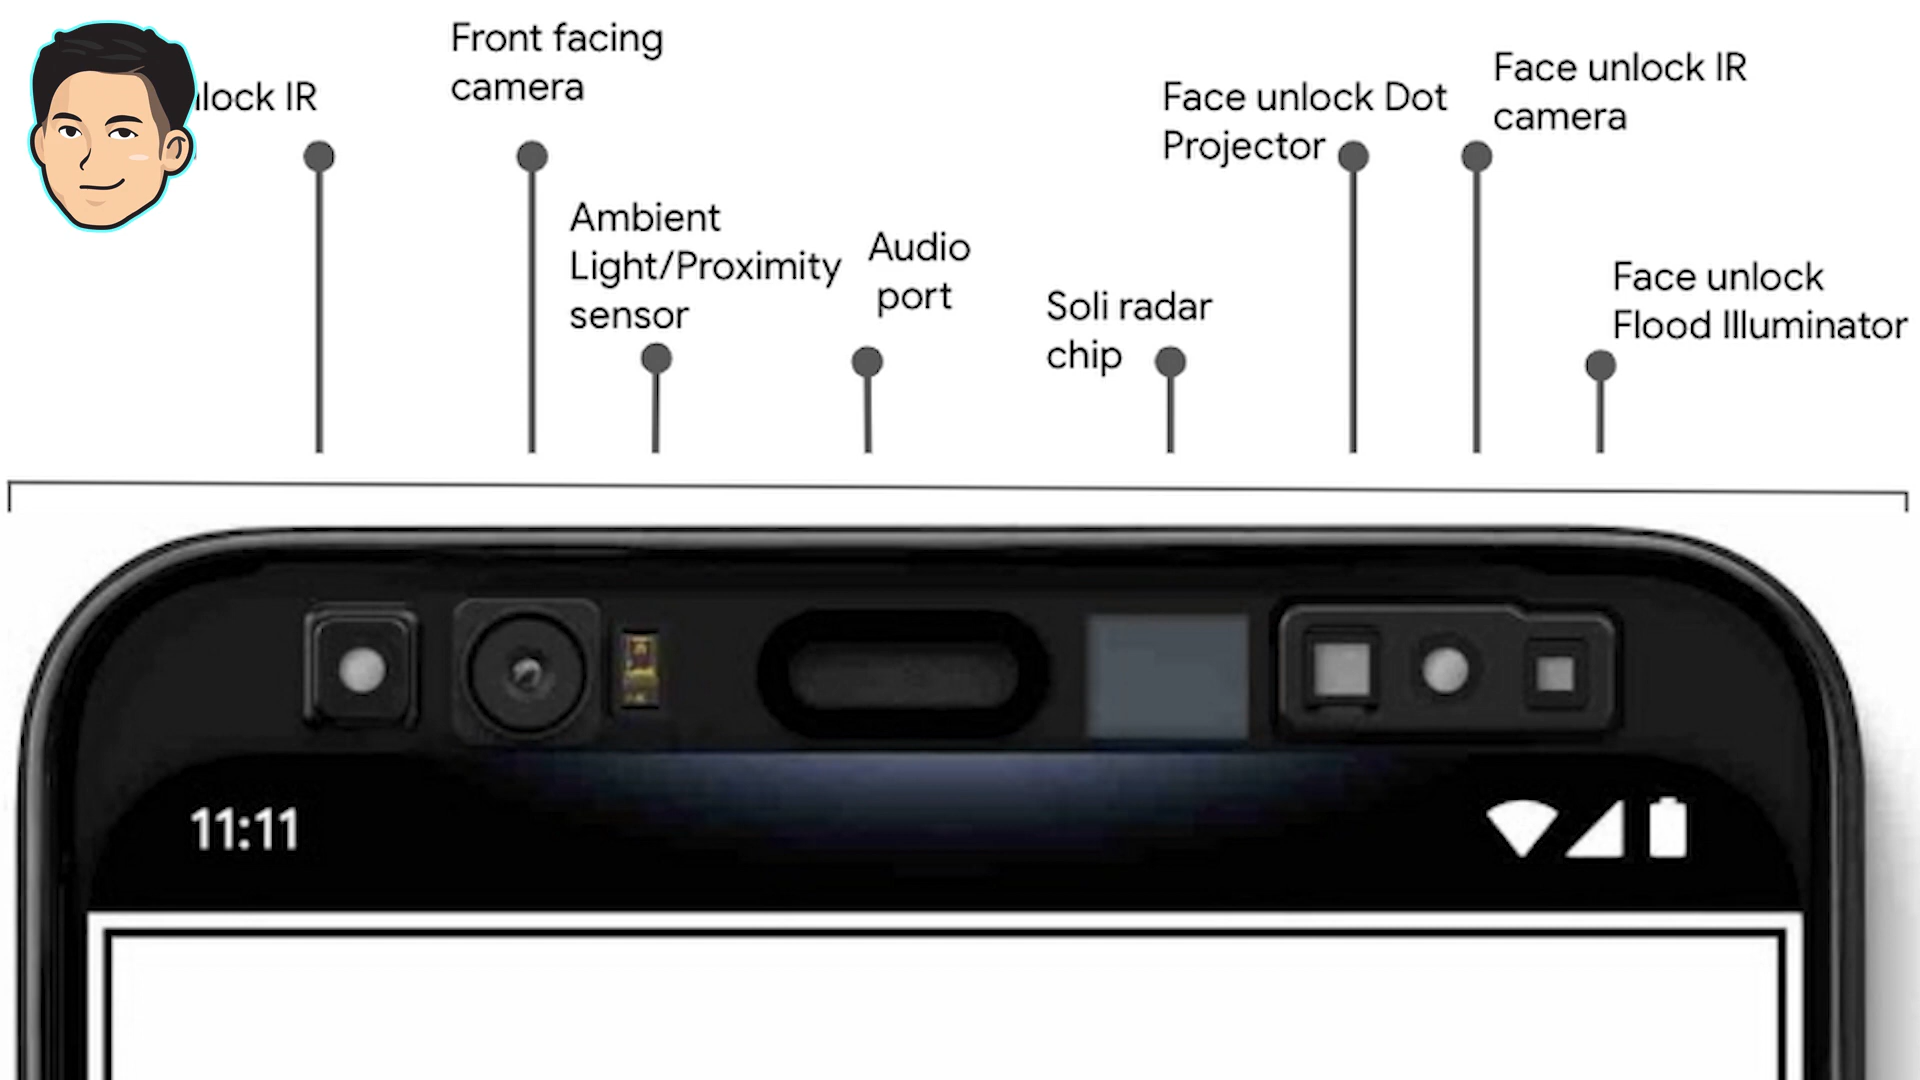 IR
Front facing
camera
Ambient
Light/Proximity
sensor
Audio
port
Soli radar
chip
Face unlock Dot
Projector
Face unlock IR
camera
Face unlock
Flood Illuminator
11:11